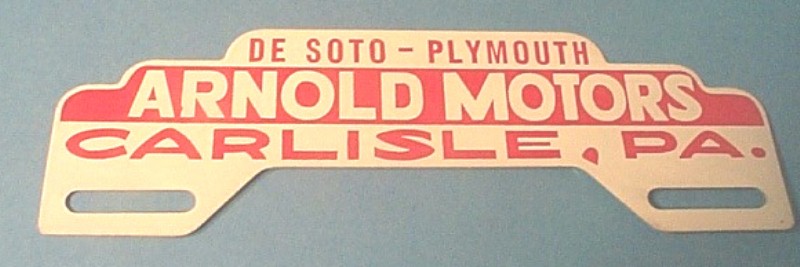 DE SOTO - PLYMOUTH
ARNOLD MOTORS
CARLISLE, PA.